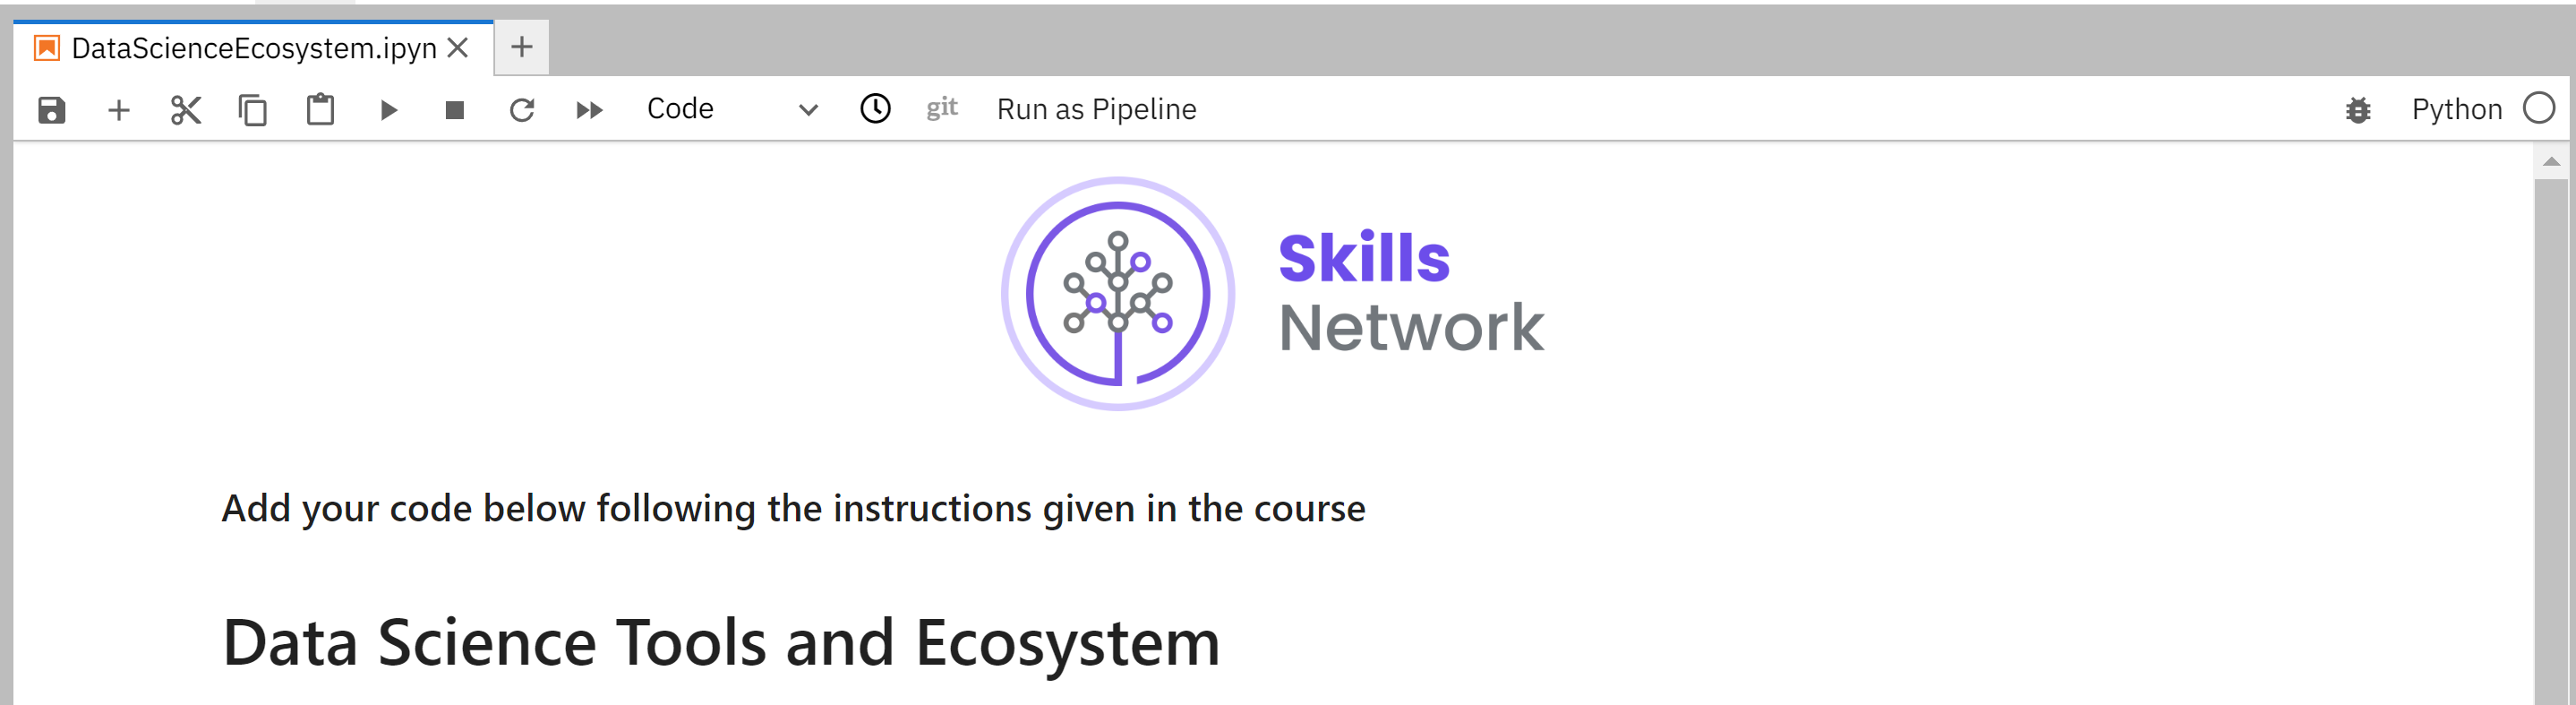 DataScienceEcosystem.ipyn
Code git Run as Pipeline Python
Skills
Network
Add your code below following the instructions given in the course
Data Science Tools and Ecosystem